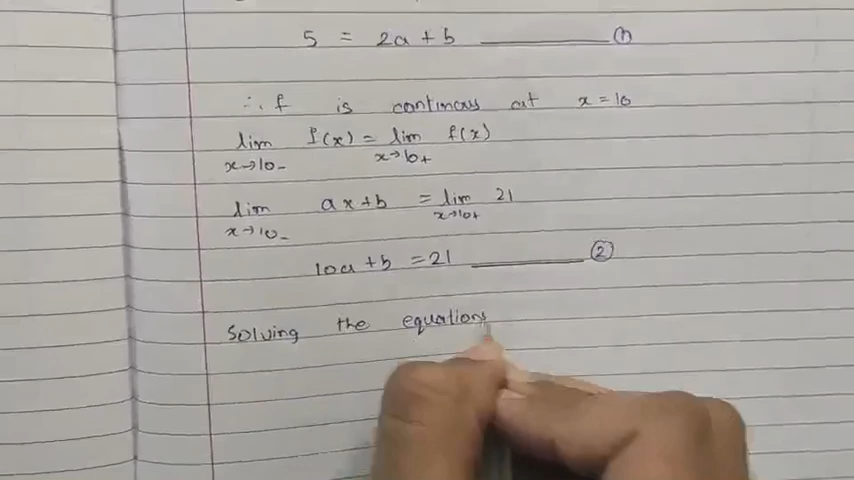 5 = 2a + b ①
∴ f is continous at x = 10
lim f(x) = lim f(x)
x→10- x→10+
lim ax+b = lim 21
x→10- x→10+
10a + b = 21 ②
Solving the equations